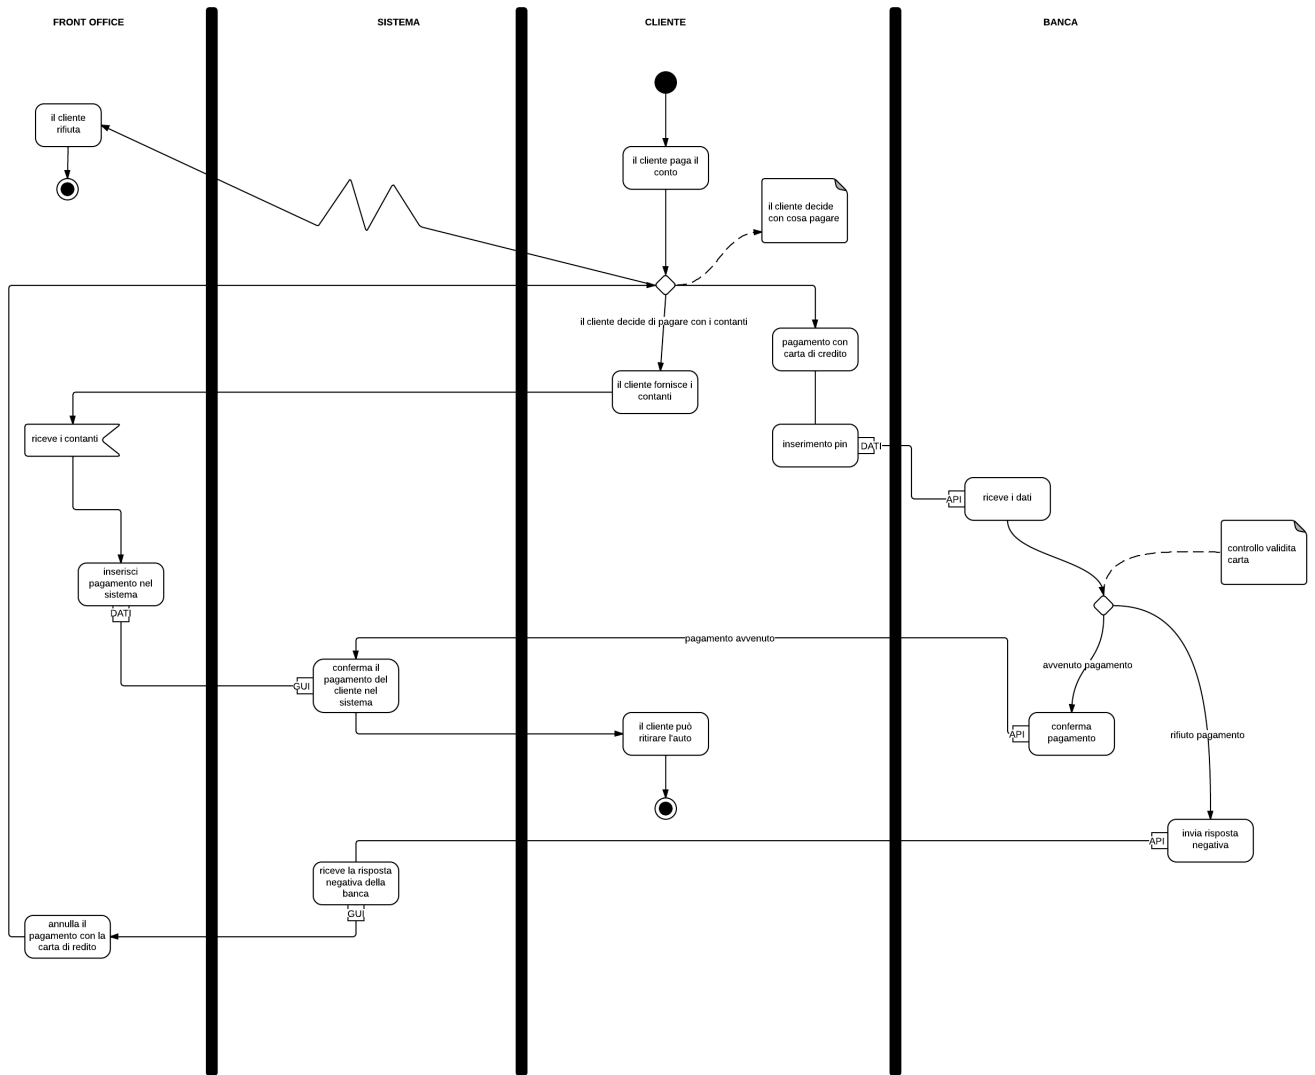 FRONT OFFICE
SISTEMA
CLIENTE
BANCA
il cliente
rifiuta
il cliente paga il
conto
il cliente decide
con cosa pagare
il cliente decide di pagare con i contanti
pagamento con
carta di credito
il cliente fornisce i
contanti
riceve i contanti
inserimento pin
DATI
API
riceve i dati
controllo validita
carta
inserisci
pagamento nel
sistema
DATI
pagamento avvenuto
avvenuto pagamento
conferma il
pagamento del
cliente nel
sistema
GUI
il cliente può
ritirare l'auto
API
conferma
pagamento
rifiuto pagamento
API
invia risposta
negativa
riceve la risposta
negativa della
banca
GUI
annulla il
pagamento con la
carta di redito